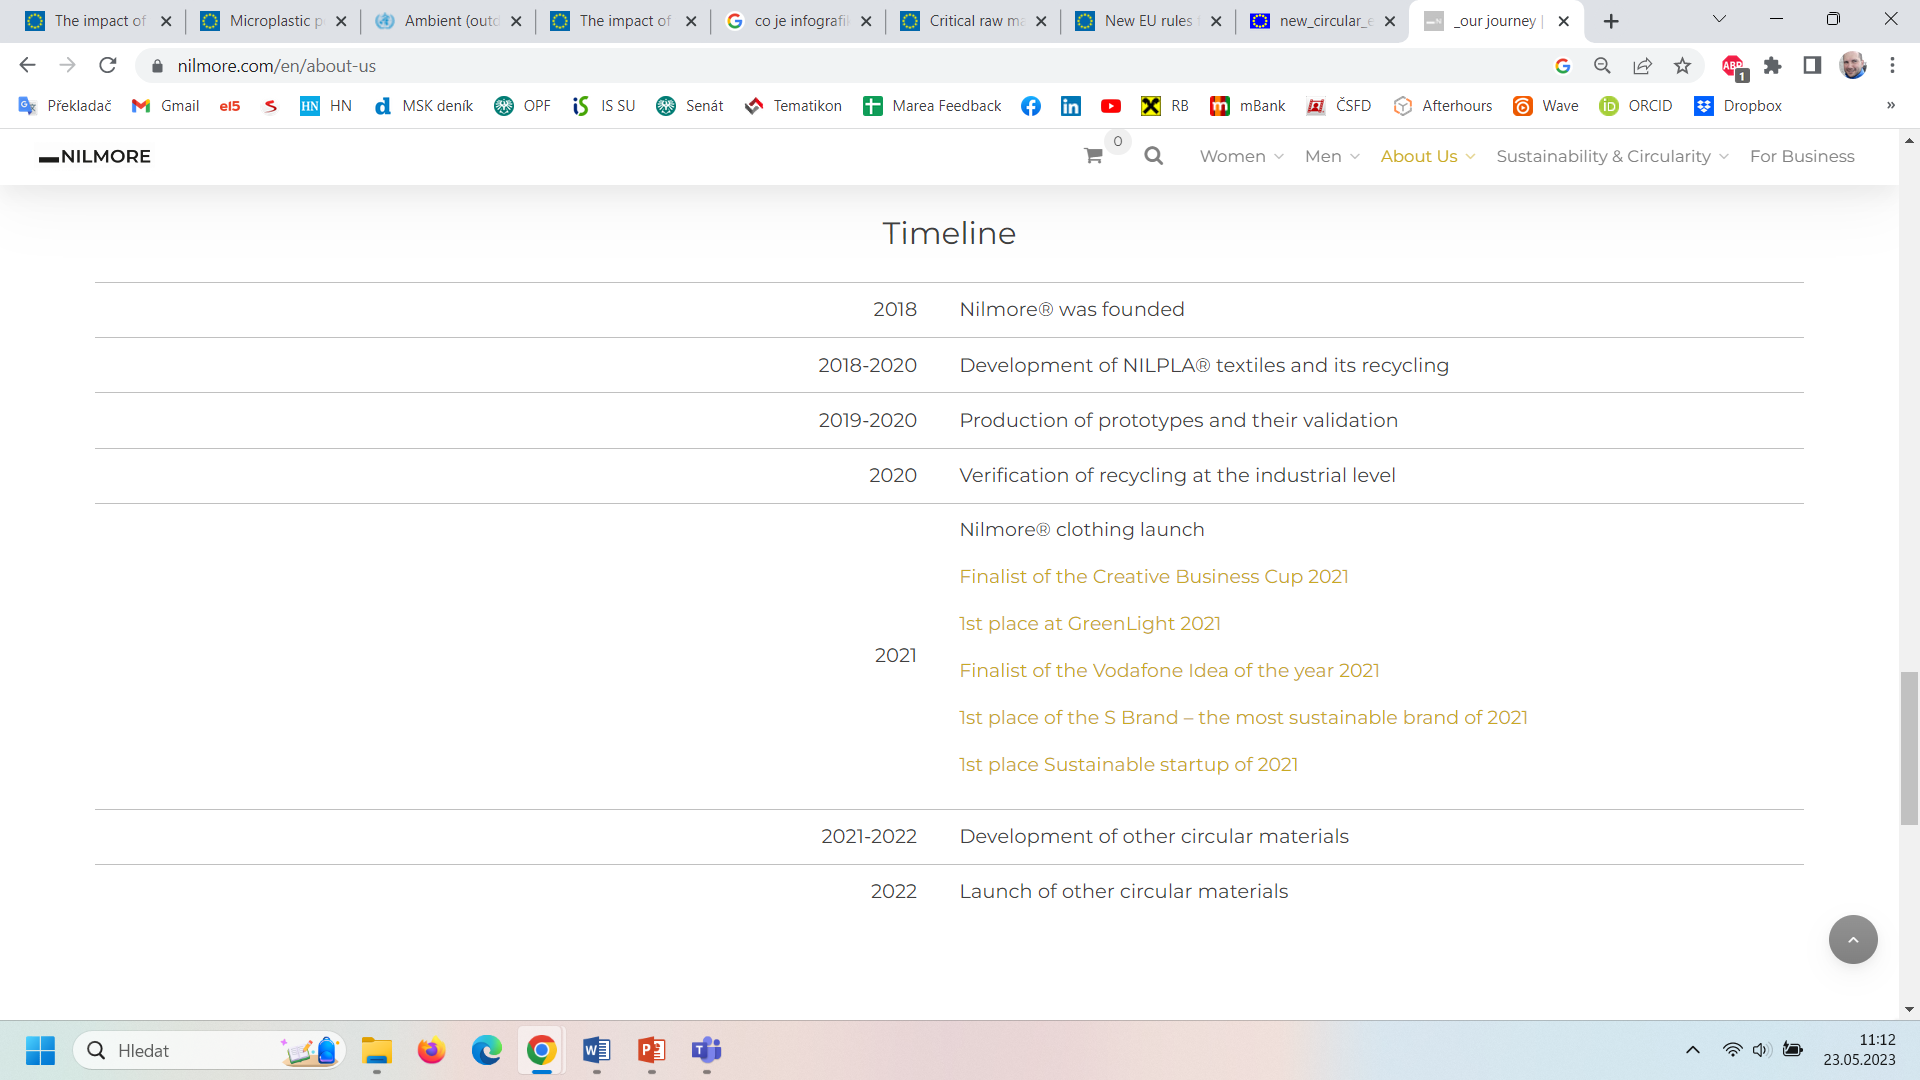 The impact of
Microplastic p
Ambient (outd
The impact of
co je infografik
Critical raw ma
New EU rules
new_circular_e
_our journey |
nilmore.com/en/about-us
ABP
1
Překladač
Gmail
el5
S
HN
HN
d
MSK deník
OPF
IS SU
Senát
Tematikon
Marea Feedback
RB
mBank
ČSFD
Afterhours
Wave
iD
ORCID
Dropbox
»
NILMORE
0
Women
Men
About Us
Sustainability & Circularity
For Business
Timeline
2018 Nilmore® was founded
2018-2020 Development of NILPLA® textiles and its recycling
2019-2020 Production of prototypes and their validation
2020 Verification of recycling at the industrial level
Nilmore® clothing launch
Finalist of the Creative Business Cup 2021
1st place at GreenLight 2021
2021
Finalist of the Vodafone Idea of the year 2021
1st place of the S Brand – the most sustainable brand of 2021
1st place Sustainable startup of 2021
2021-2022 Development of other circular materials
2022 Launch of other circular materials
Hledat
11:12
23.05.2023